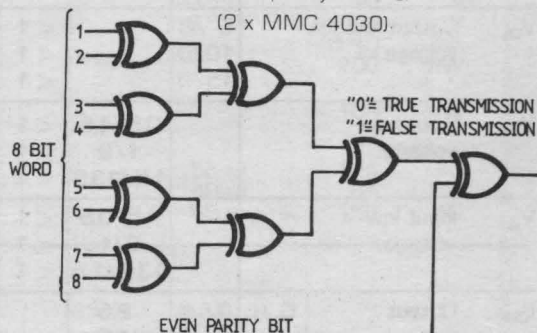 (2 x MMC 4030).
1
2
3
4
"0"= TRUE TRANSMISSION
"1"= FALSE TRANSMISSION
8 BIT
WORD
5
6
7
8
EVEN PARITY BIT